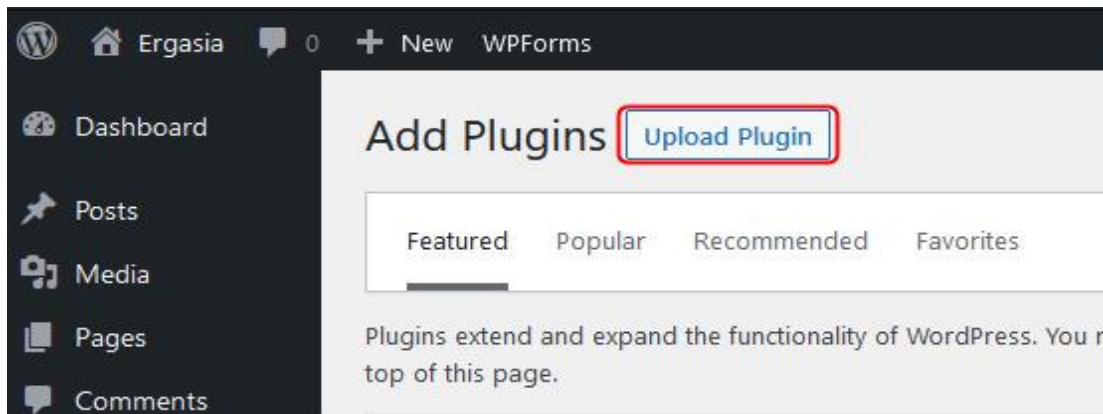 Ergasia 0 New WPForms
Dashboard
Posts
Media
Pages
Comments
Add Plugins Upload Plugin
Featured Popular Recommended Favorites
Plugins extend and expand the functionality of WordPress. You
top of this page.